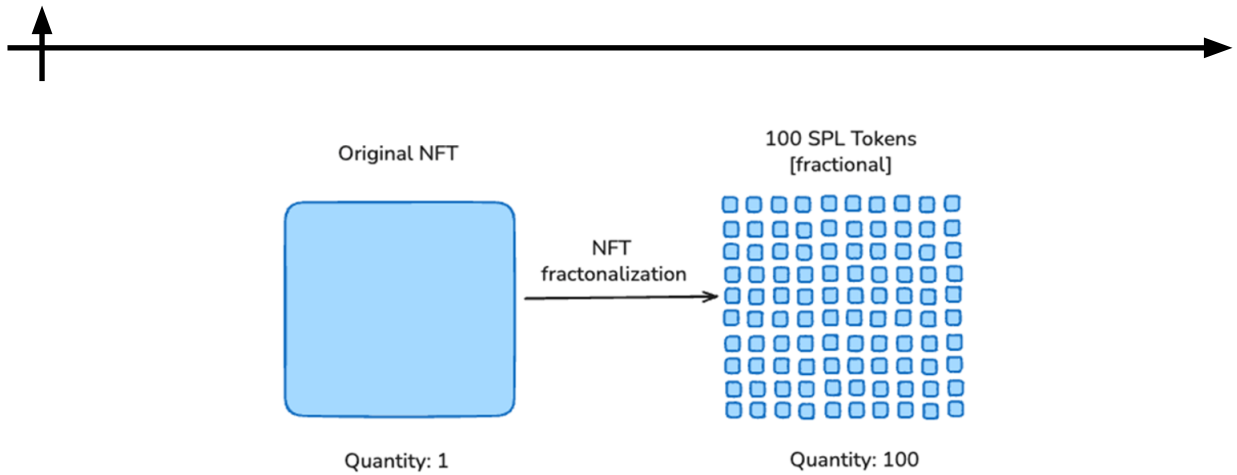 Original NFT
100 SPL Tokens
[fractional]
NFT
fractonalization
Quantity: 1
Quantity: 100